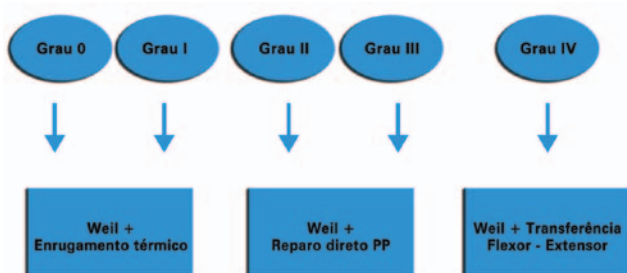 Grau 0
Grau I
Grau II
Grau III
Grau IV
Weil +
Enrugamento térmico
Weil +
Reparo direto PP
Weil + Transferência
Flexor - Extensor